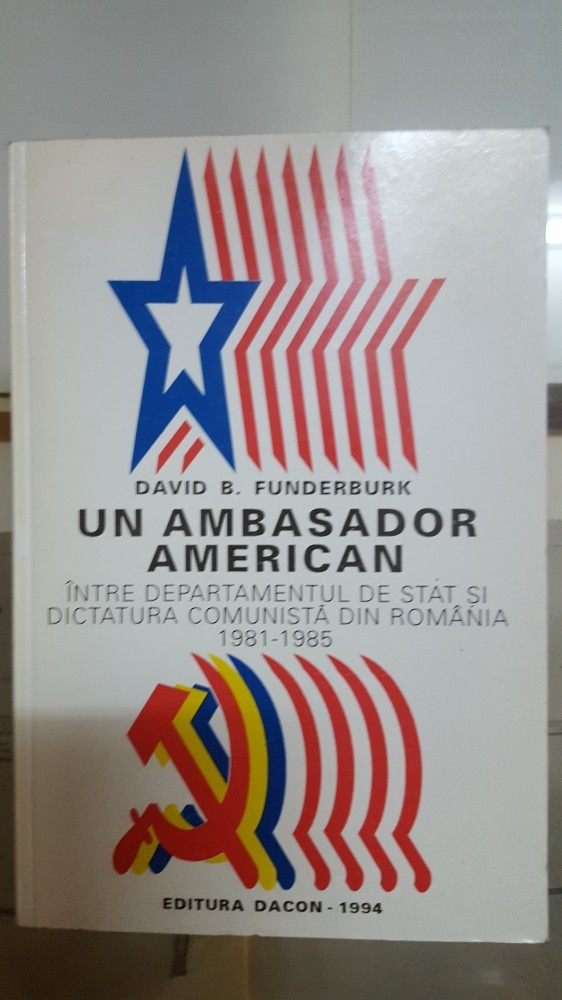 DAVID B. FUNDERBURK
UN AMBASADOR
AMERICAN
ÎNTRE DEPARTAMENTUL DE STAT ȘI
DICTATURA COMUNISTĂ DIN ROMÂNIA
1981-1985
EDITURA DACON - 1994